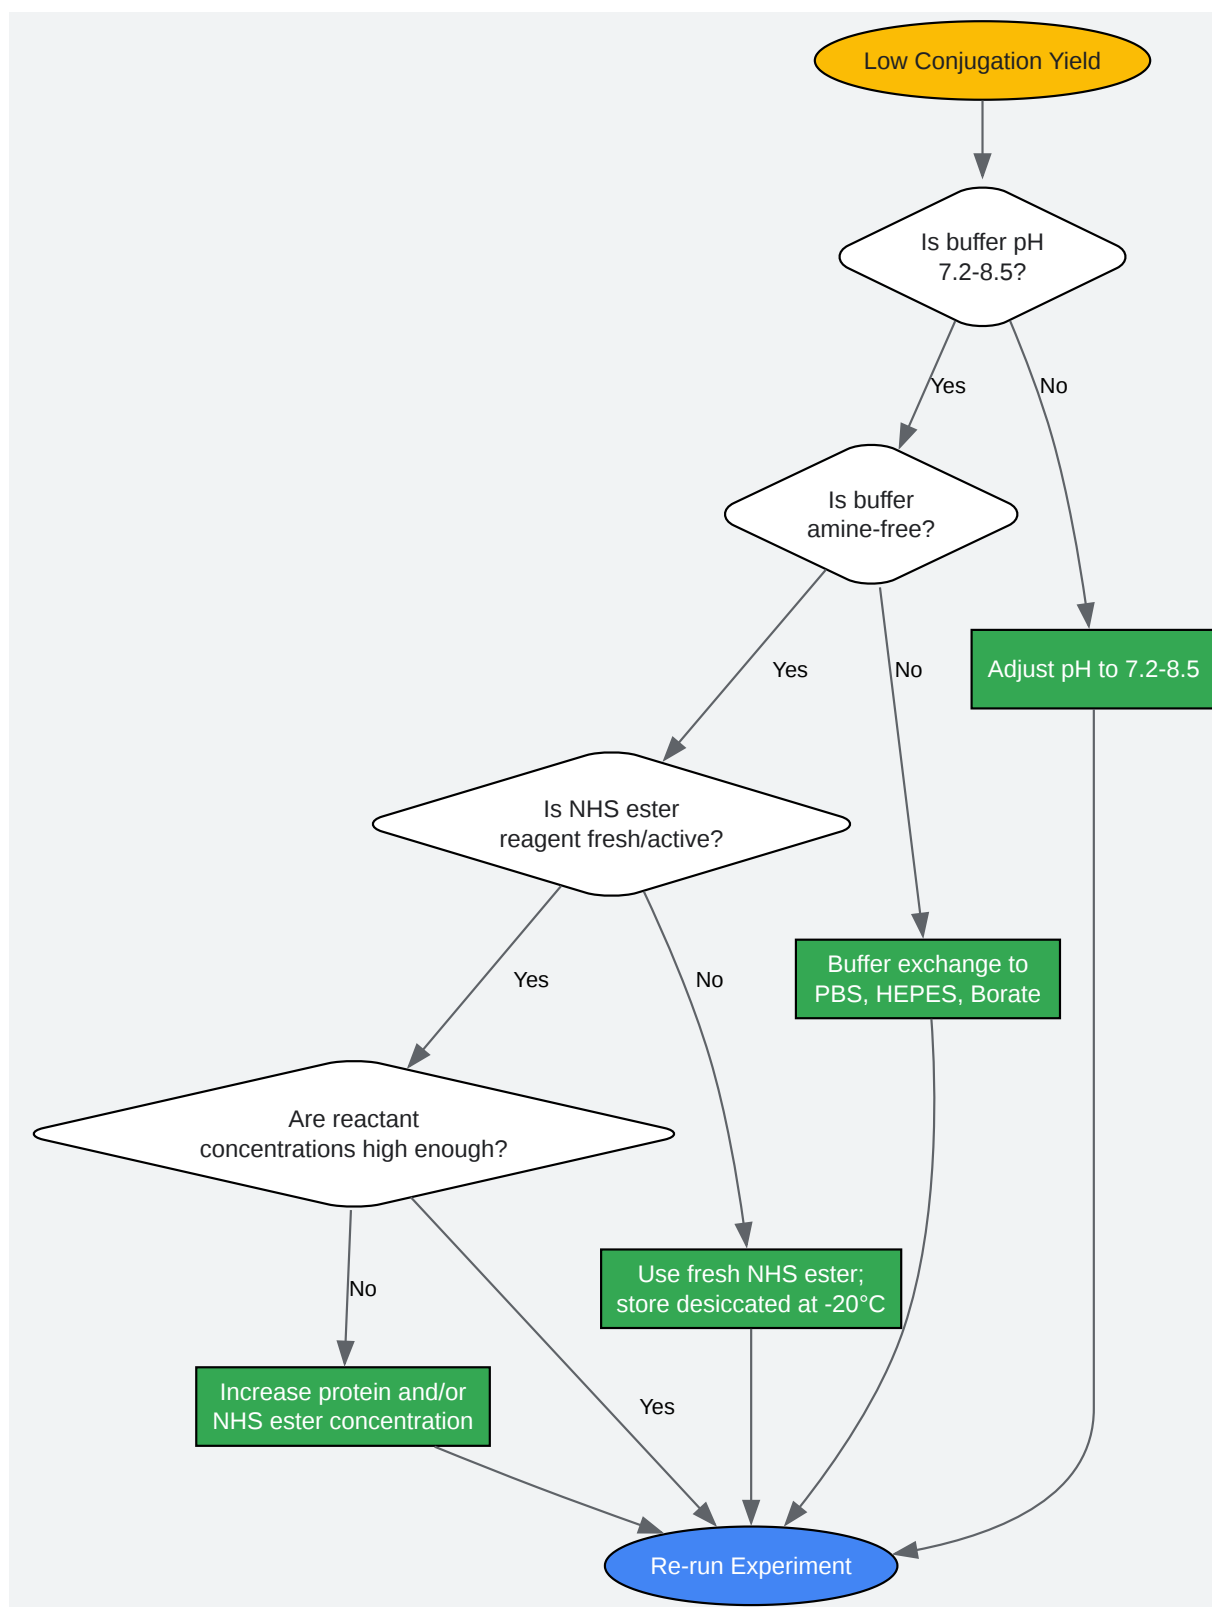 Low Conjugation Yield
Is buffer pH
7.2-8.5?
Yes
No
Is buffer
amine-free?
Yes
No
Adjust pH to 7.2-8.5
Is NHS ester
reagent fresh/active?
Yes
No
Buffer exchange to
PBS, HEPES, Borate
Are reactant
concentrations high enough?
No
Use fresh NHS ester;
store desiccated at -20°C
Increase protein and/or
NHS ester concentration
Yes
Re-run Experiment